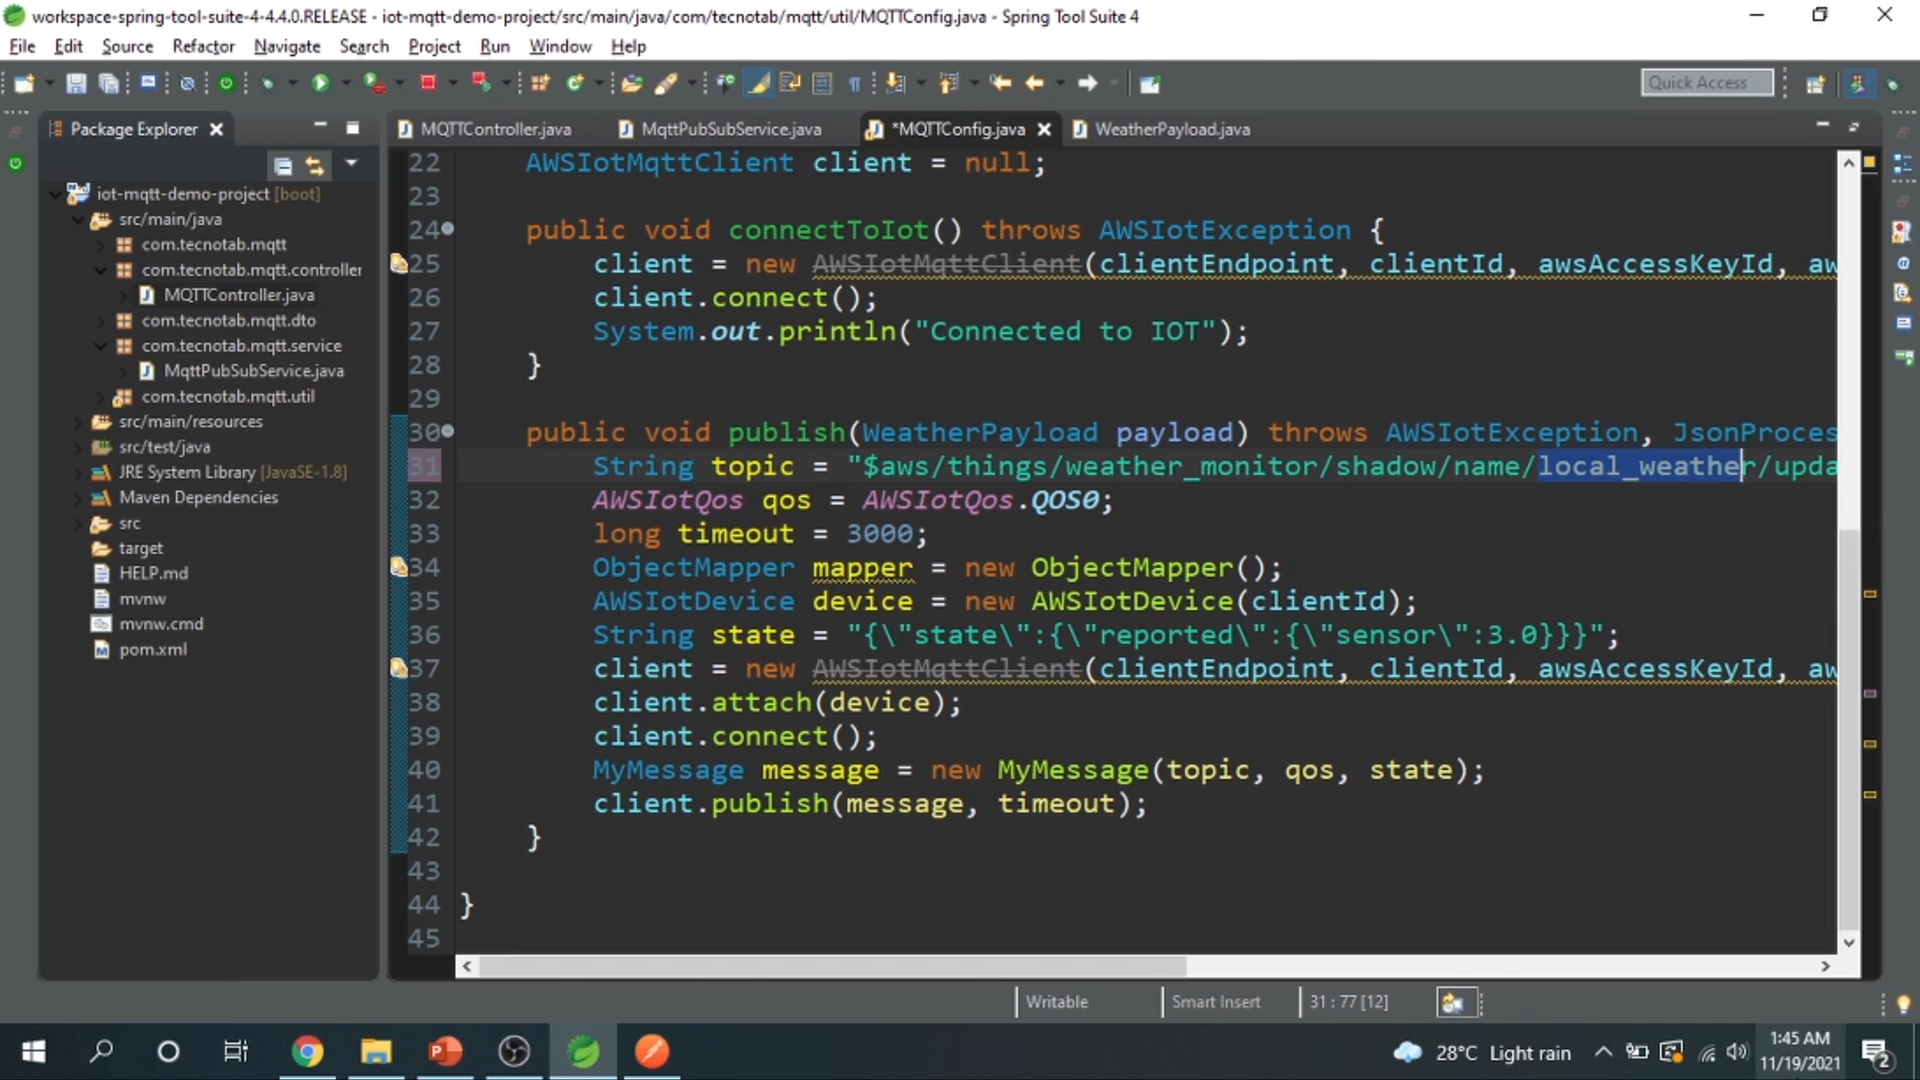 workspace-spring-tool-suite-4-4.4.0.RELEASE - iot-mqtt-demo-project/src/main/java/com/tecnotab/mqtt/util/MQTTConfig.java - Spring Tool Suite 4
File Edit Source Refactor Navigate Search Project Run Window Help
Quick Access
Package Explorer
MQTTController.java MqttPubSubService.java *MQTTConfig.java WeatherPayload.java
iot-mqtt-demo-project [boot]
src/main/java
com.tecnotab.mqtt
com.tecnotab.mqtt.controller
MQTTController.java
com.tecnotab.mqtt.dto
com.tecnotab.mqtt.service
MqttPubSubService.java
com.tecnotab.mqtt.util
src/main/resources
src/test/java
JRE System Library [JavaSE-1.8]
Maven Dependencies
src
target
HELP.md
mvnw
mvnw.cmd
pom.xml
22 AWSIotMqttClient client = null;
23
24 public void connectToIot() throws AWSIotException {
25 client = new AWSIotMqttClient(clientEndpoint, clientId, awsAccessKeyId, aw
26 client.connect();
27 System.out.println("Connected to IOT");
28 }
29
30 public void publish(WeatherPayload payload) throws AWSIotException, JsonProces
31 String topic = "$aws/things/weather_monitor/shadow/name/local_weather/upda
32 AWSIotQos qos = AWSIotQos.QOS0;
33 long timeout = 3000;
34 ObjectMapper mapper = new ObjectMapper();
35 AWSIotDevice device = new AWSIotDevice(clientId);
36 String state = "{\"state\":{\"reported\":{\"sensor\":3.0}}}";
37 client = new AWSIotMqttClient(clientEndpoint, clientId, awsAccessKeyId, aw
38 client.attach(device);
39 client.connect();
40 MyMessage message = new MyMessage(topic, qos, state);
41 client.publish(message, timeout);
42 }
43
44 }
45
Writable Smart Insert 31 : 77 [12]
28°C Light rain
1:45 AM
11/19/2021
2